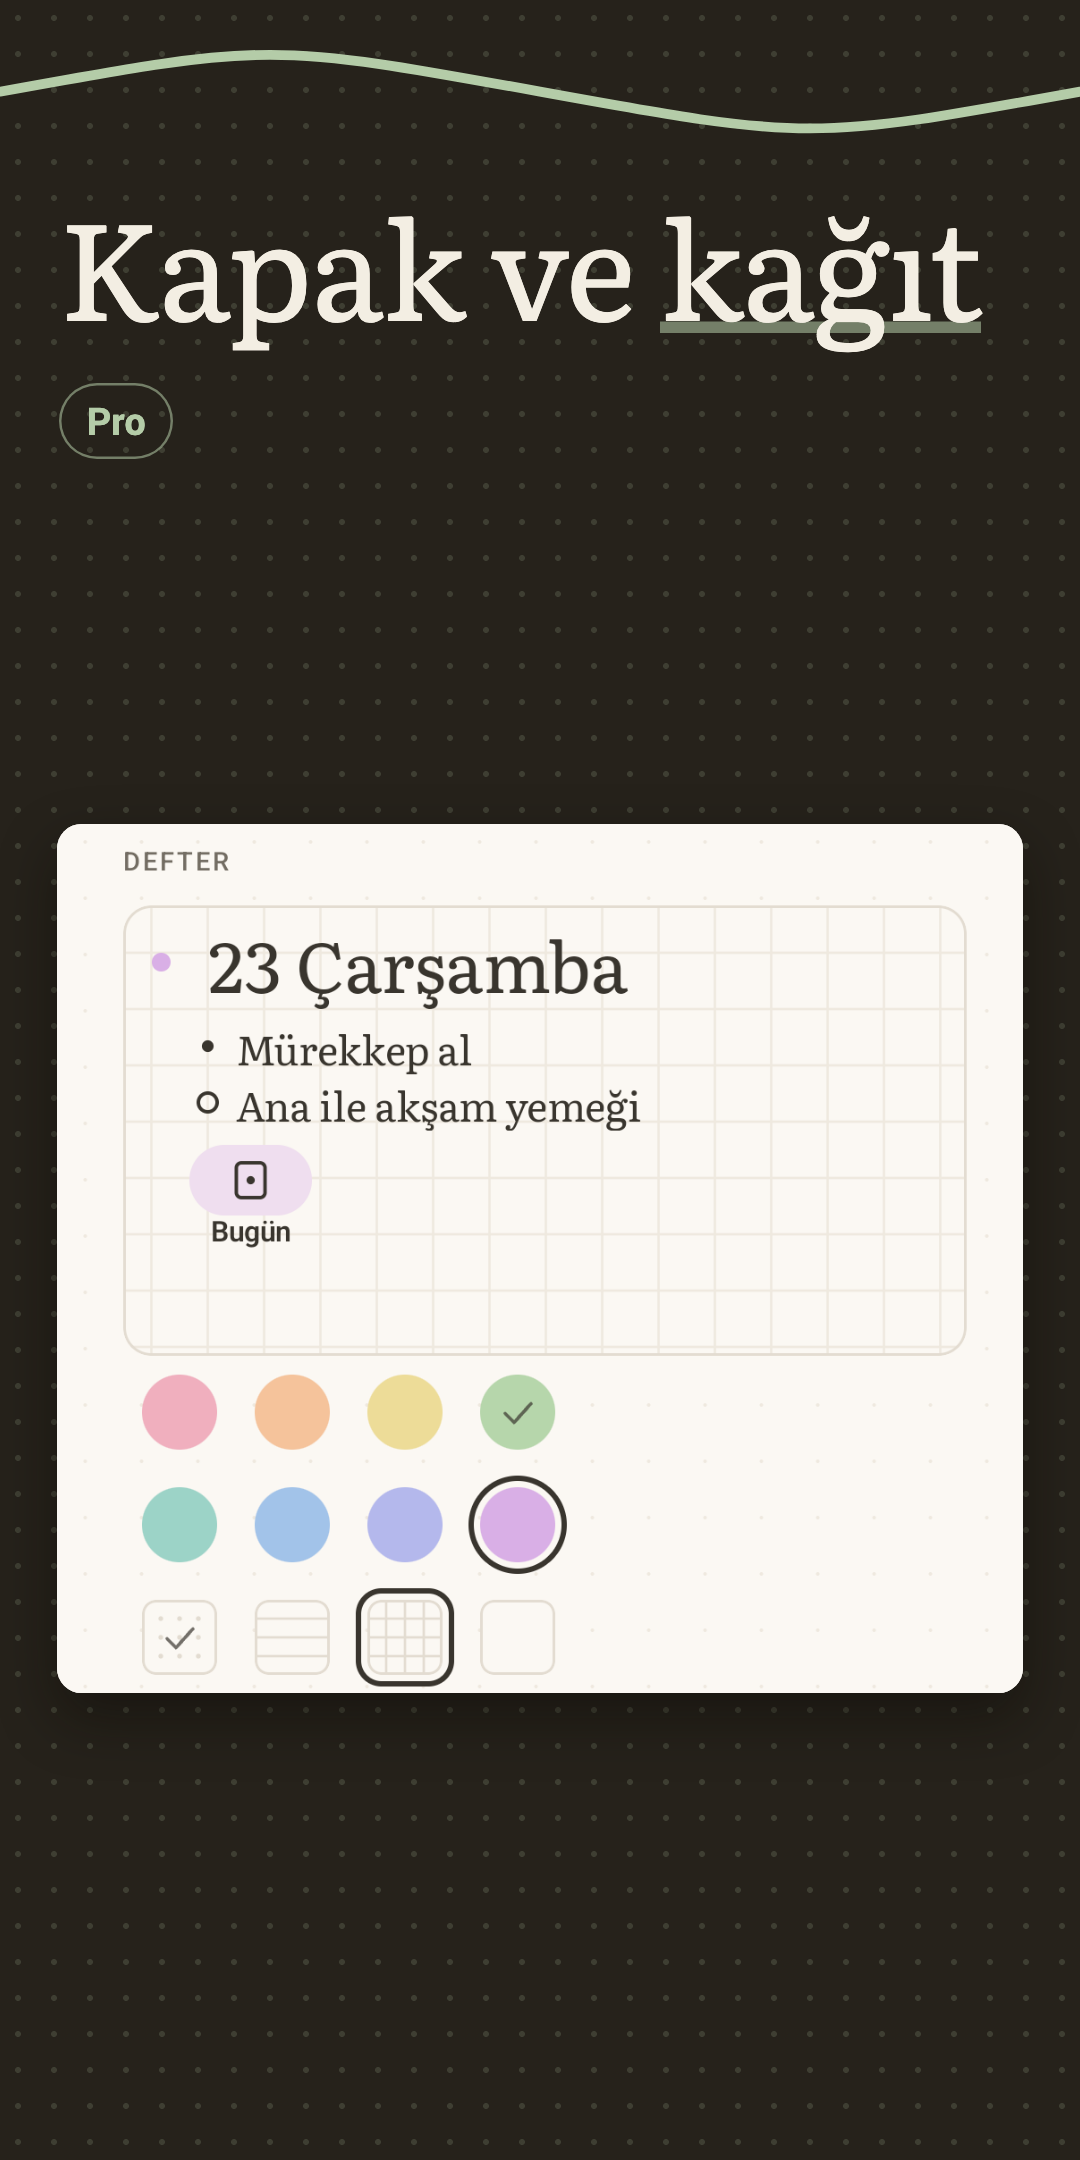 Kapak ve kağıt
Pro
DEFTER
23 Çarşamba
Mürekkep al
Ana ile akşam yemeği
Bugün